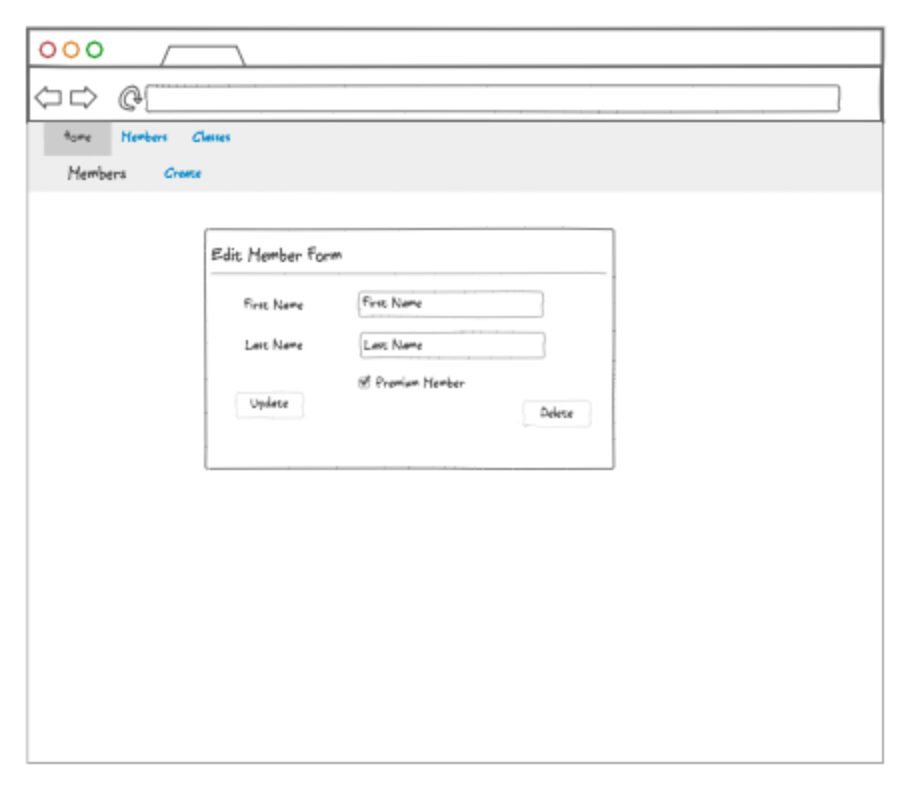 Home Members Classes
Members Create
Edit Member Form
First Name First Name
Last Name Last Name
Premium Member
Update
Delete